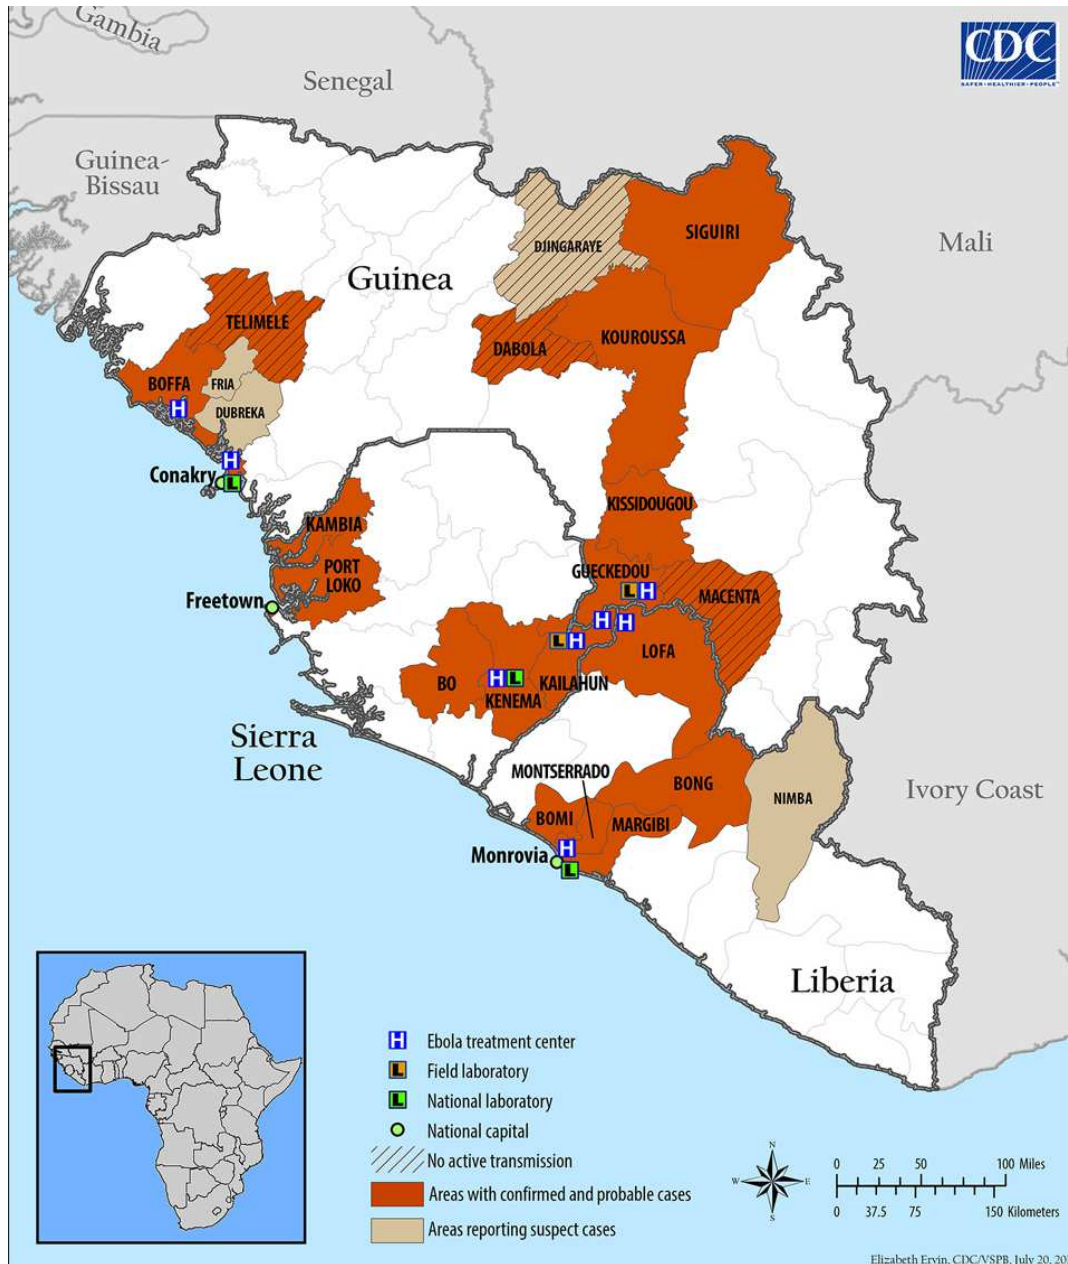 Gambia
Senegal
CDC
SAFER•HEALTHIER•PEOPLE™
Guinea-
Bissau
Mali
DJINGARAYE
SIGUIRI
Guinea
TELIMELE
KOUROUSSA
DABOLA
BOFFA
FRIA
DUBREKA
H
H
Conakry
L
KISSIDOUGOU
KAMBIA
PORT
LOKO
GUECKEDOU
L H
MACENTA
Freetown
H H
L H
LOFA
BO
H L
KENEMA
KAILAHUN
Sierra
Leone
MONTSERRADO
BONG
NIMBA
Ivory Coast
BOMI
MARGIBI
H
Monrovia
L
Liberia
H Ebola treatment center
L Field laboratory
L National laboratory
National capital
No active transmission
Areas with confirmed and probable cases
Areas reporting suspect cases
N
W E
S
0 25 50 100 Miles
0 37.5 75 150 Kilometers
Elizabeth Ervin, CDC/VSPB, July 20, 20